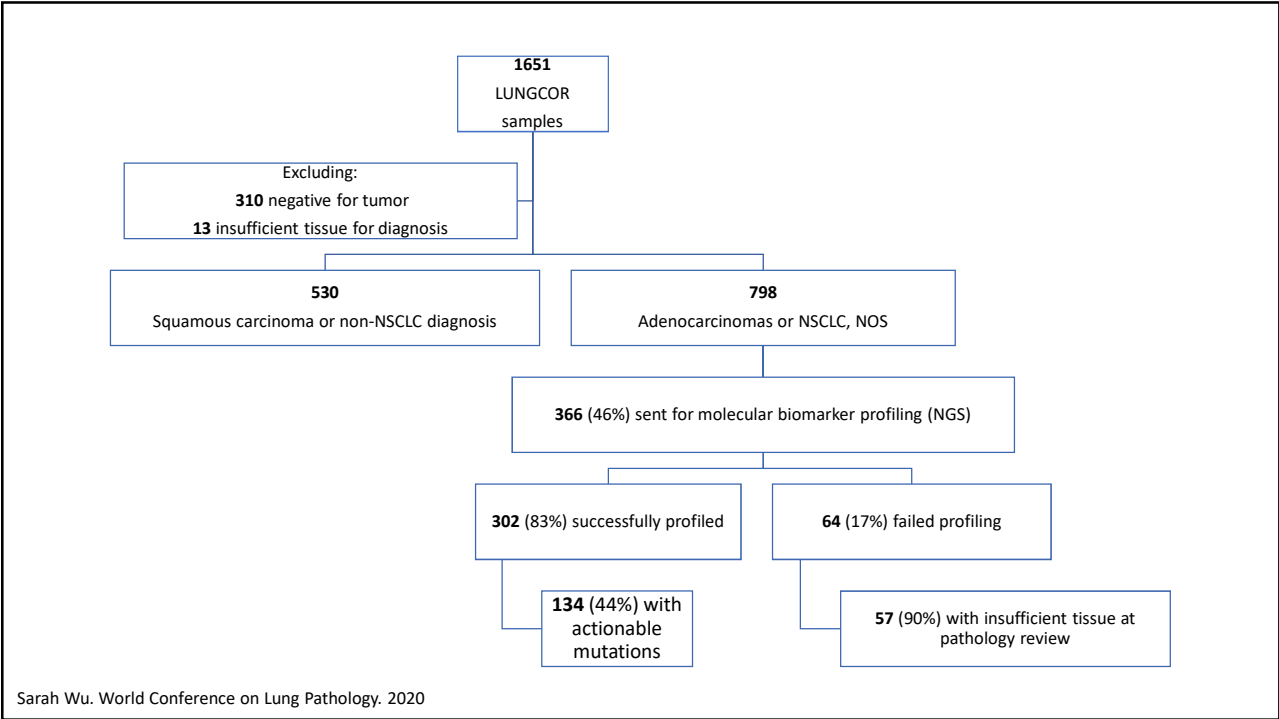 1651
LUNGCOR
samples
Excluding:
310 negative for tumor
13 insufficient tissue for diagnosis
530
Squamous carcinoma or non-NSCLC diagnosis
798
Adenocarcinomas or NSCLC, NOS
366 (46%) sent for molecular biomarker profiling (NGS)
302 (83%) successfully profiled
64 (17%) failed profiling
134 (44%) with
actionable
mutations
57 (90%) with insufficient tissue at
pathology review
Sarah Wu. World Conference on Lung Pathology. 2020